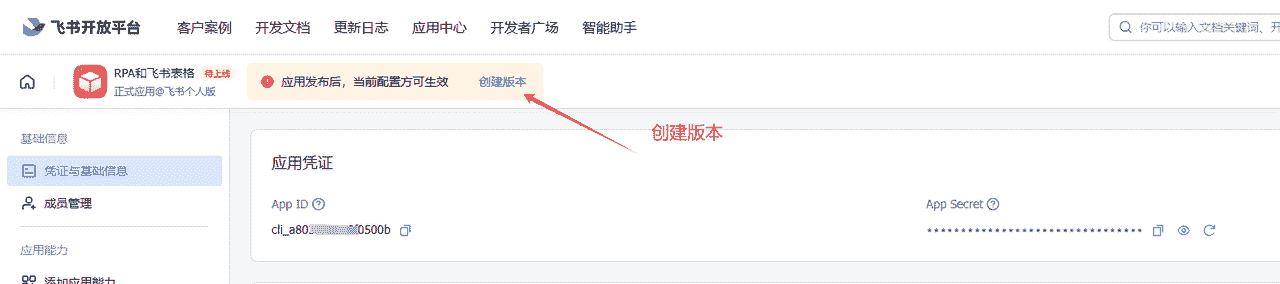 飞书开放平台 客户案例 开发文档 更新日志 应用中心 开发者广场 智能助手 你可以输入文档关键词、开
RPA和飞书表格 待上线
正式应用@飞书个人版
应用发布后，当前配置方可生效 创建版本
创建版本
基础信息
凭证与基础信息
成员管理
应用能力
添加应用能力
应用凭证
App ID
App Secret
cli_a80 f0500b
*******************************